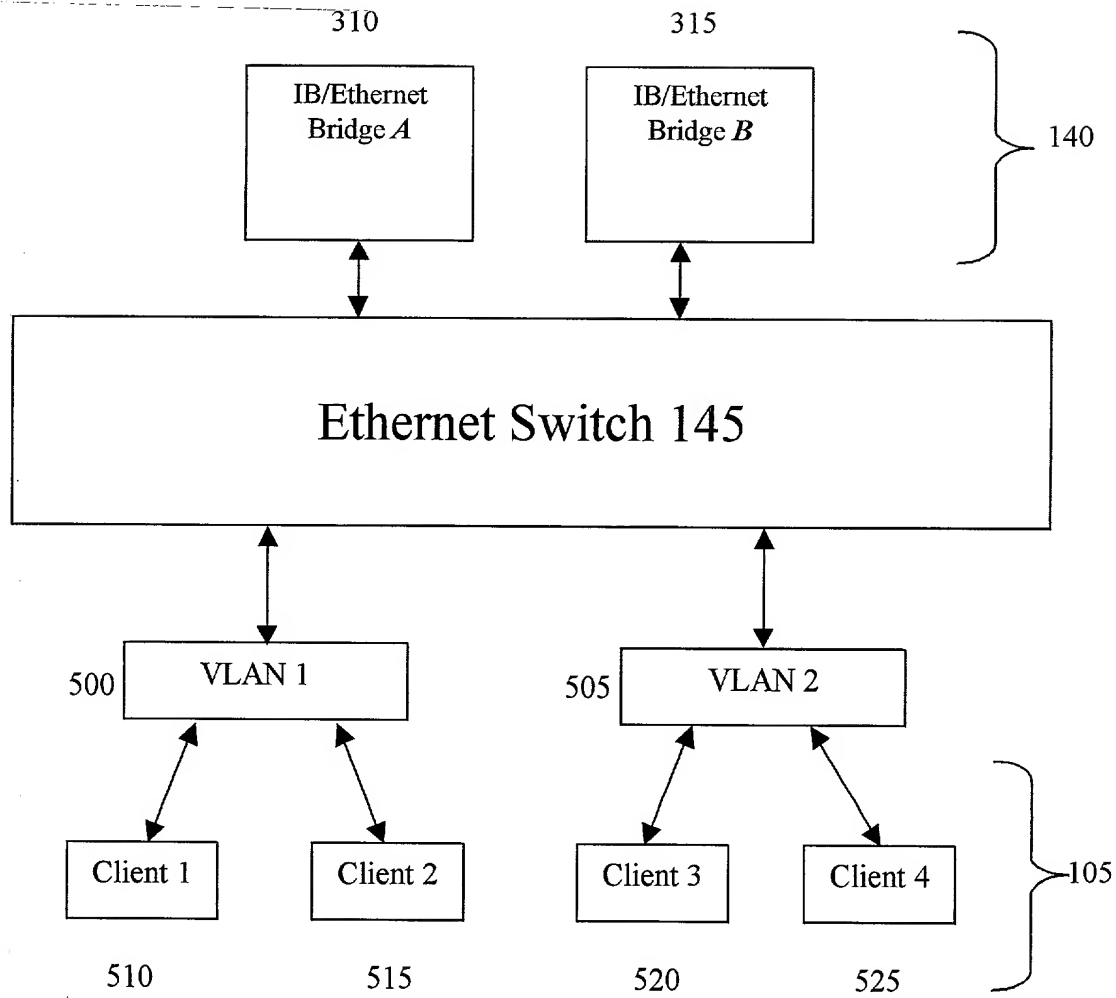 310
315
IB/Ethernet
Bridge A
IB/Ethernet
Bridge B
140
Ethernet Switch 145
500
VLAN 1
505
VLAN 2
Client 1
Client 2
Client 3
Client 4
105
510
515
520
525